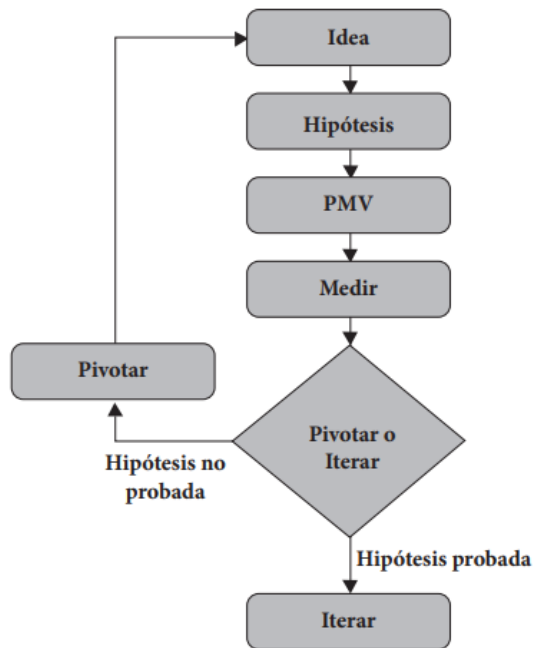 Idea
Hipótesis
PMV
Medir
Pivotar
Pivotar o
Iterar
Hipótesis no
probada
Hipótesis probada
Iterar